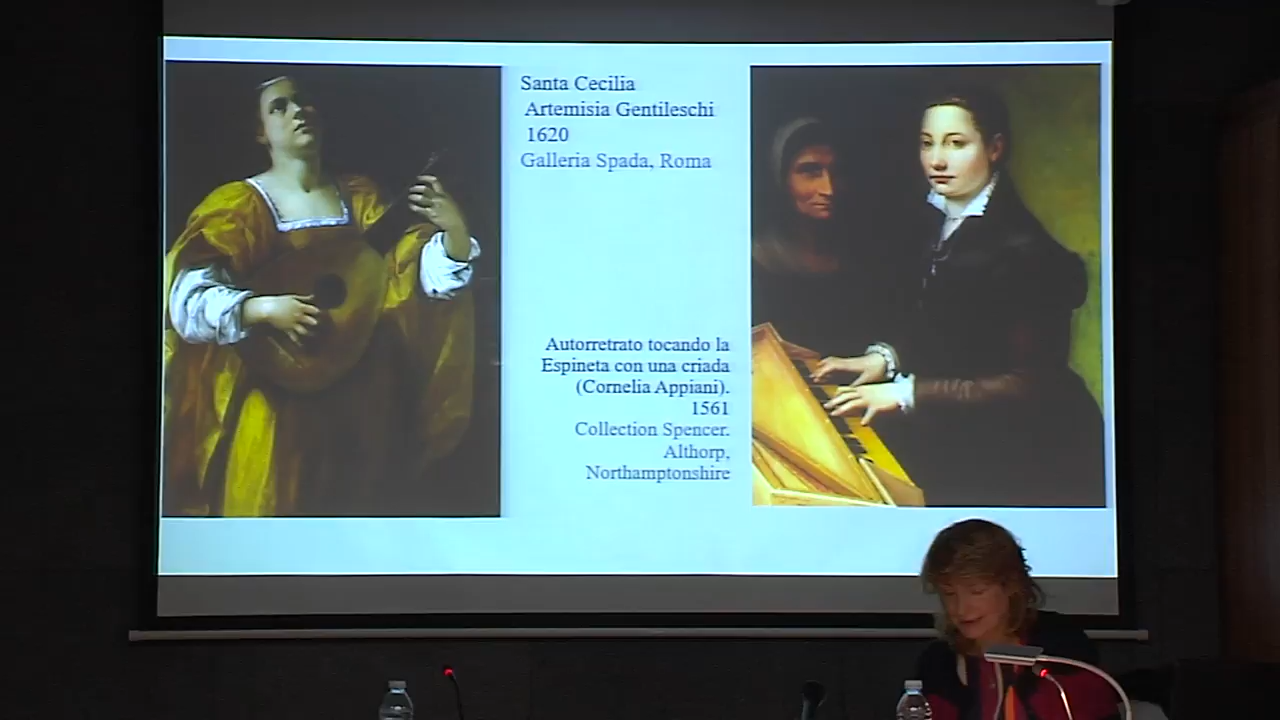 Santa Cecilia
Artemisia Gentileschi
1620
Galleria Spada, Roma
Autorretrato tocando la
Espineta con una criada
(Cornelia Appiani).
1561
Collection Spencer.
Althorp,
Northamptonshire